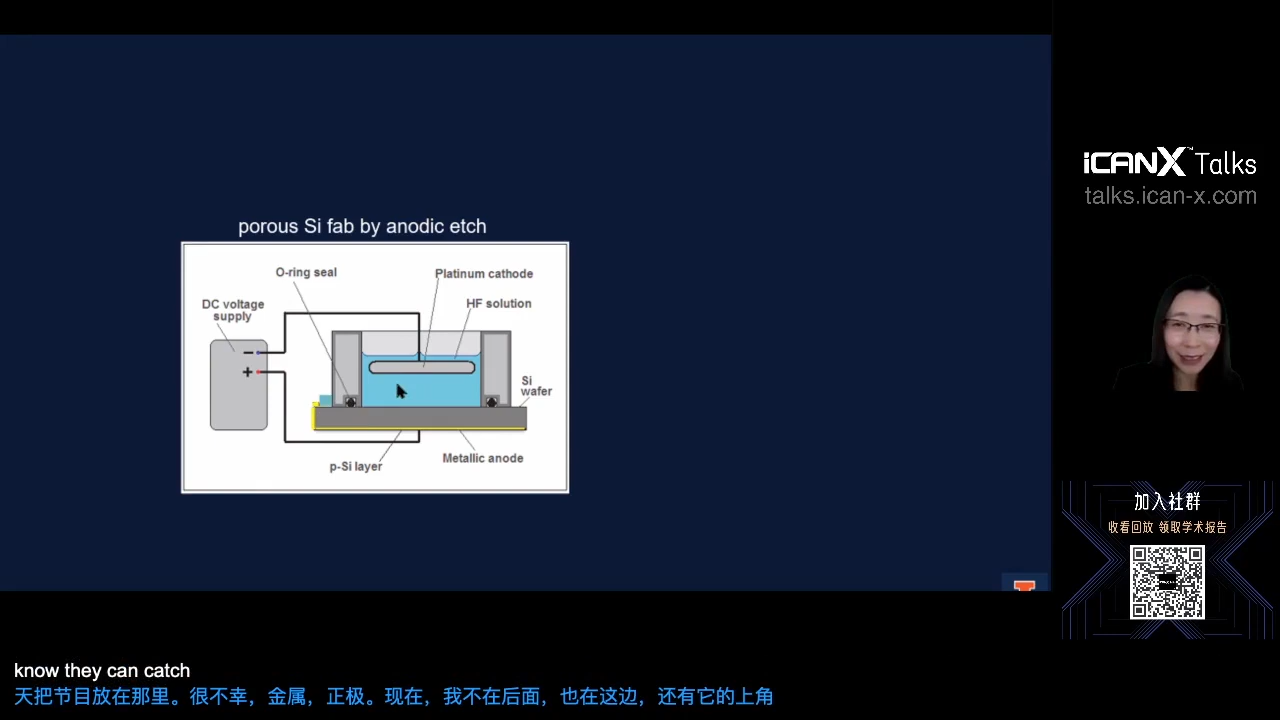 porous Si fab by anodic etch
O-ring seal
Platinum cathode
DC voltage
supply
HF solution
Si
wafer
p-Si layer
Metallic anode
iCANX™ Talks
talks.ican-x.com
加入社群
收看回放 领取学术报告
know they can catch
天把节目放在那里。很不幸，金属，正极。现在，我不在后面，也在这边，还有它的上角